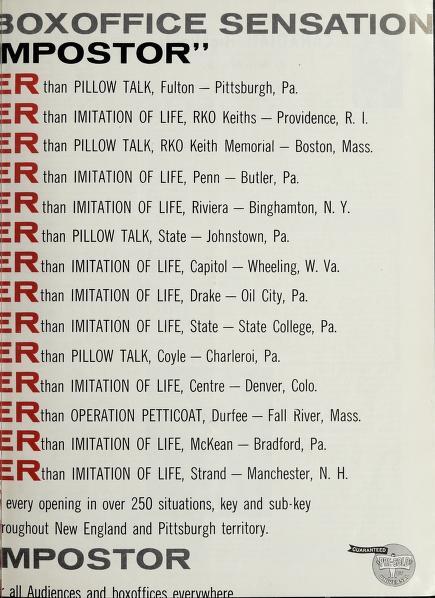 BOXOFFICE SENSATION
MPOSTOR”
ER than PILLOW TALK, Fulton — Pittsburgh, Pa.
ER than IMITATION OF LIFE, RKO Keiths — Providence, R. I.
ER than PILLOW TALK, RKO Keith Memorial — Boston, Mass.
ER than IMITATION OF LIFE, Penn — Butler, Pa.
ER than IMITATION OF LIFE, Riviera — Binghamton, N. Y.
ER than PILLOW TALK, State — Johnstown, Pa.
ER than IMITATION OF LIFE, Capitol — Wheeling, W. Va.
ER than IMITATION OF LIFE, Drake — Oil City, Pa.
ER than IMITATION OF LIFE, State — State College, Pa.
ER than PILLOW TALK, Coyle — Charleroi, Pa.
ER than IMITATION OF LIFE, Centre — Denver, Colo.
ER than OPERATION PETTICOAT, Durfee — Fall River, Mass.
ER than IMITATION OF LIFE, McKean — Bradford, Pa.
ER than IMITATION OF LIFE, Strand — Manchester, N. H.
every opening in over 250 situations, key and sub-key
roughout New England and Pittsburgh territory.
MPOSTOR
GUARANTEED
all Audiences and boxoffices everywhere